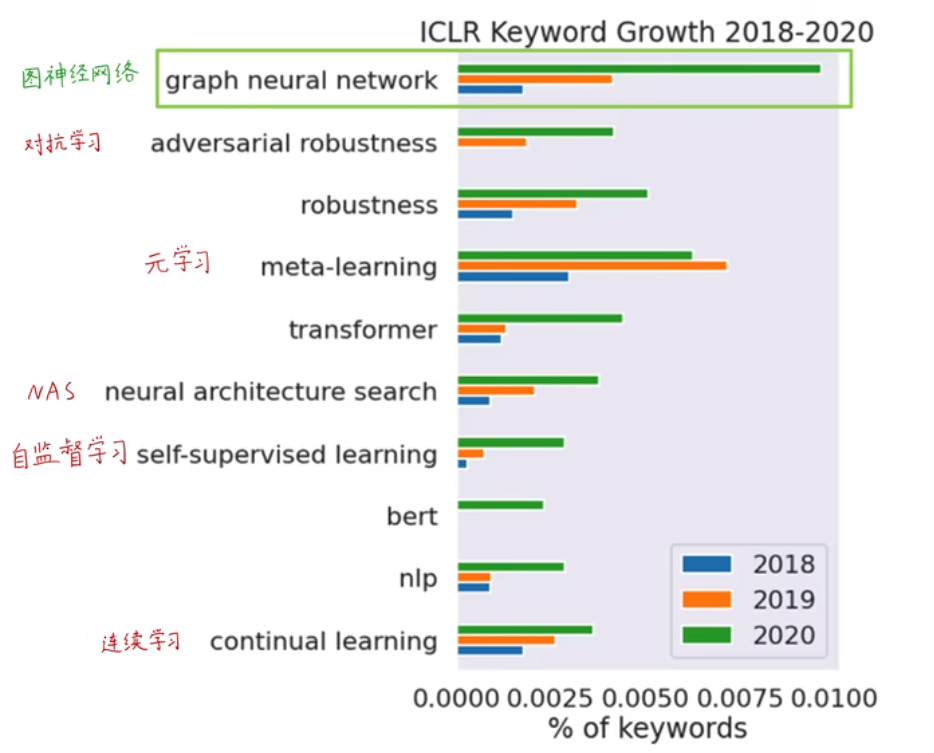 ICLR Keyword Growth 2018-2020
图神经网络 graph neural network
对抗学习 adversarial robustness
robustness
元学习 meta-learning
transformer
NAS neural architecture search
自监督学习 self-supervised learning
bert
nlp
连续学习 continual learning
2018
2019
2020
0.0000 0.0025 0.0050 0.0075 0.0100
% of keywords